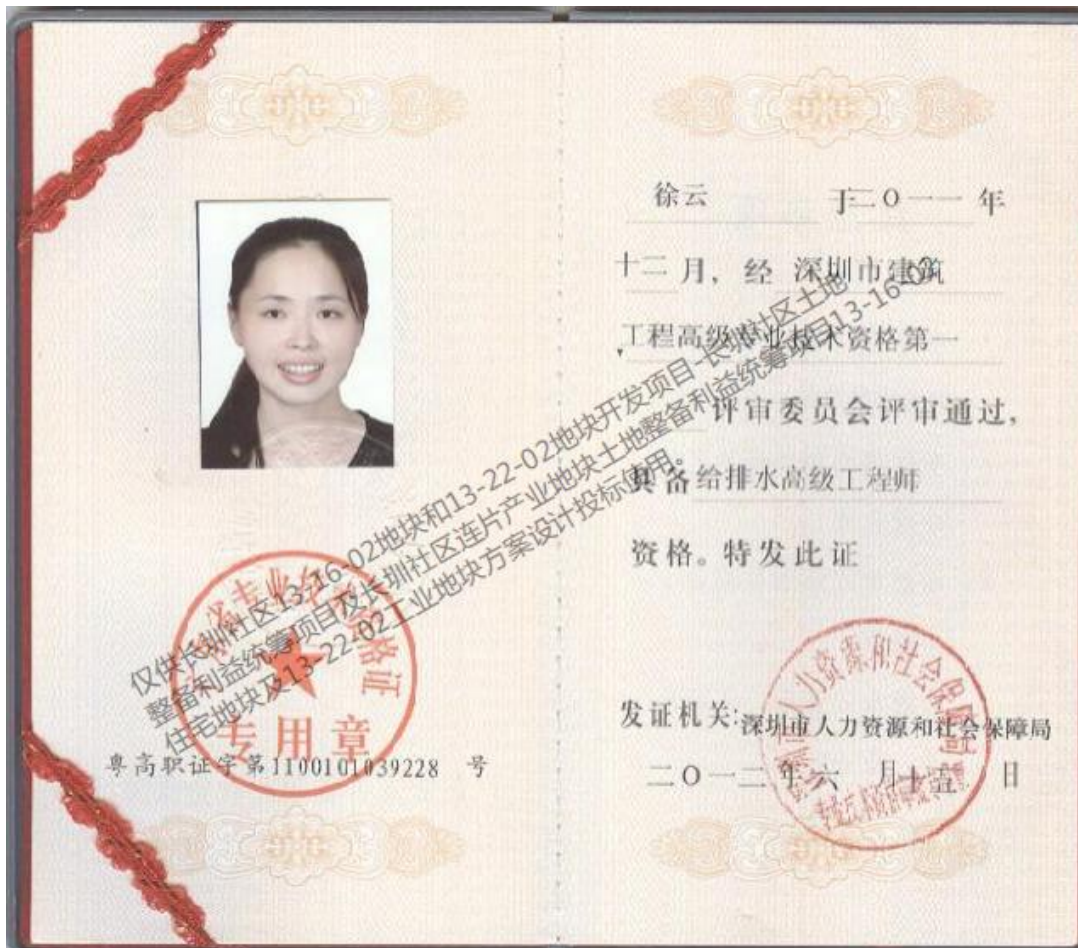 徐云 于二〇一一年
十二月,经 深圳市建筑
工程高级专业技术资格第一
评审委员会评审通过,
具备给排水高级工程师
资格。特发此证
发证机关:深圳市人力资源和社会保障局
二〇一二年六月十五日
专用章
粤高职证字第1100101039228 号
仅供长圳社区13-16-02地块和13-22-02地块开发项目-长圳社区土地
整备利益统筹项目及长圳社区连片产业地块土地整备利益统筹项目13-16-02
住宅地块及13-22-02工业地块方案设计投标使用。